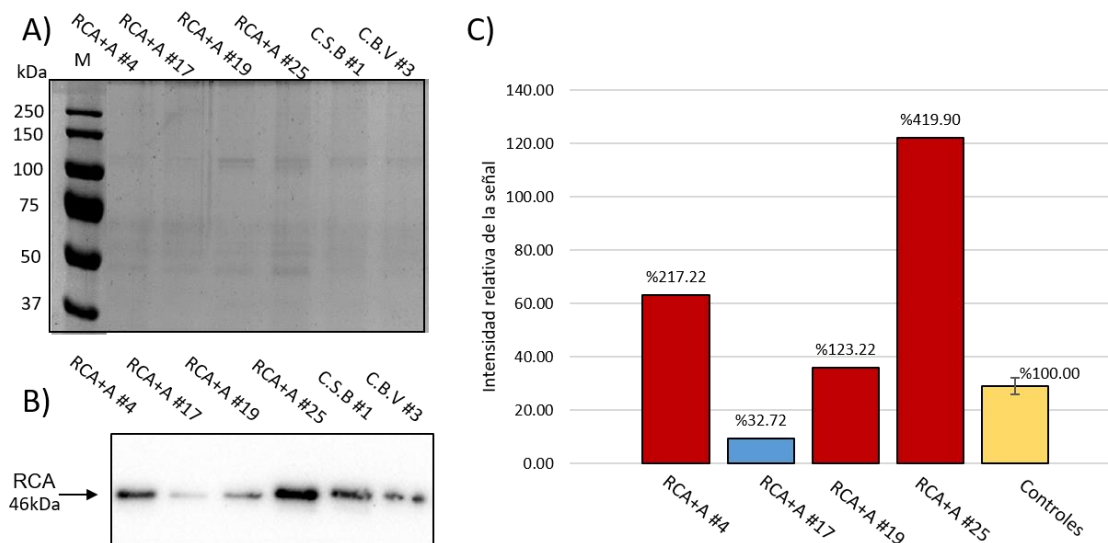 A)
RCA+A #4
RCA+A #17
RCA+A #19
RCA+A #25
C.S.B #1
C.B.V #3
kDa
M
250
150
100
75
50
37
B)
RCA+A #4
RCA+A #17
RCA+A #19
RCA+A #25
C.S.B #1
C.B.V #3
RCA
46kDa
C)
Intensidad relativa de la señal
140.00
120.00
100.00
80.00
60.00
40.00
20.00
0.00
%217.22
%32.72
%123.22
%419.90
%100.00
RCA+A #4
RCA+A #17
RCA+A #19
RCA+A #25
Controles